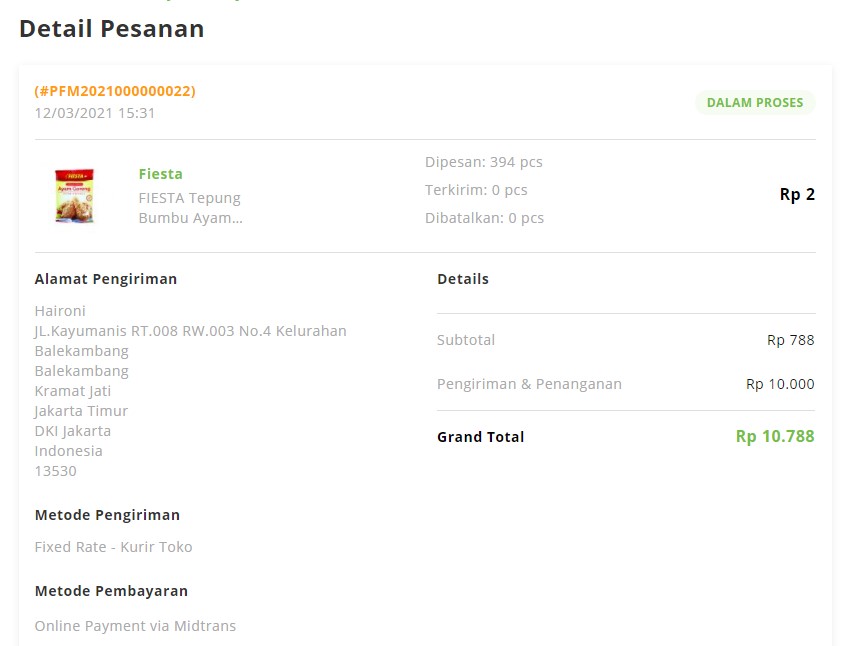 Detail Pesanan
(#PFM2021000000022)
12/03/2021 15:31
DALAM PROSES
FIESTA
Ayam Goreng
Fiesta
FIESTA Tepung
Bumbu Ayam...
Dipesan: 394 pcs
Terkirim: 0 pcs
Dibatalkan: 0 pcs
Rp 2
Alamat Pengiriman
Haironi
JL.Kayumanis RT.008 RW.003 No.4 Kelurahan
Balekambang
Balekambang
Kramat Jati
Jakarta Timur
DKI Jakarta
Indonesia
13530
Metode Pengiriman
Fixed Rate - Kurir Toko
Metode Pembayaran
Online Payment via Midtrans
Details
Subtotal Rp 788
Pengiriman & Penanganan Rp 10.000
Grand Total Rp 10.788